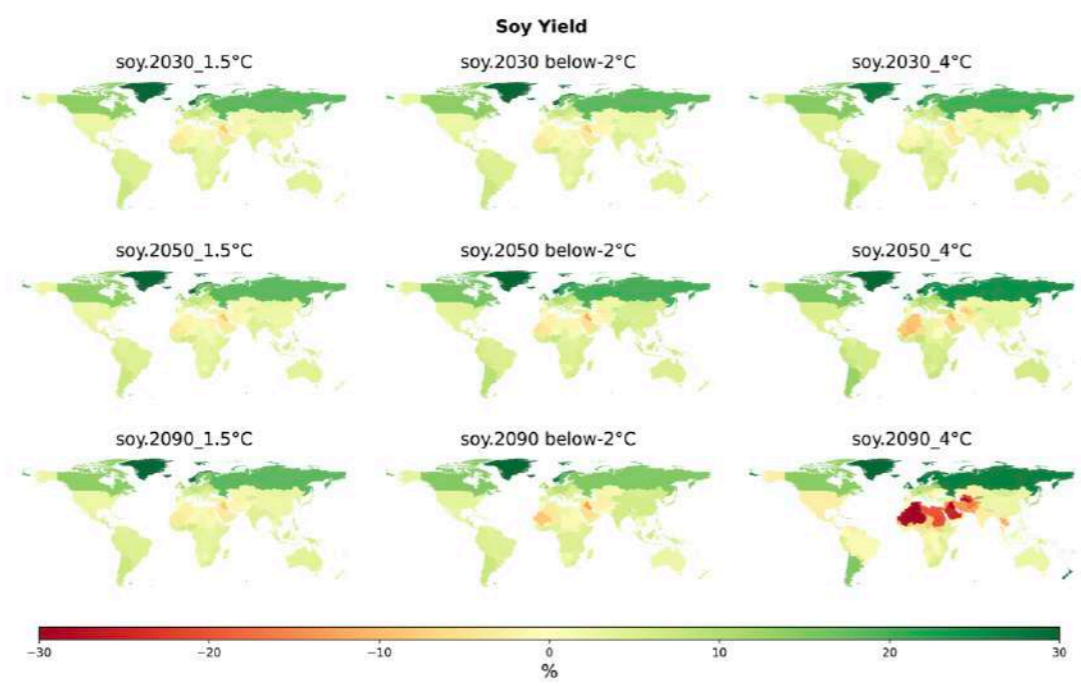 Soy Yield
soy.2030_1.5°C
soy.2030 below-2°C
soy.2030_4°C
soy.2050_1.5°C
soy.2050 below-2°C
soy.2050_4°C
soy.2090_1.5°C
soy.2090 below-2°C
soy.2090_4°C
−30 −20 −10 0 10 20 30
%